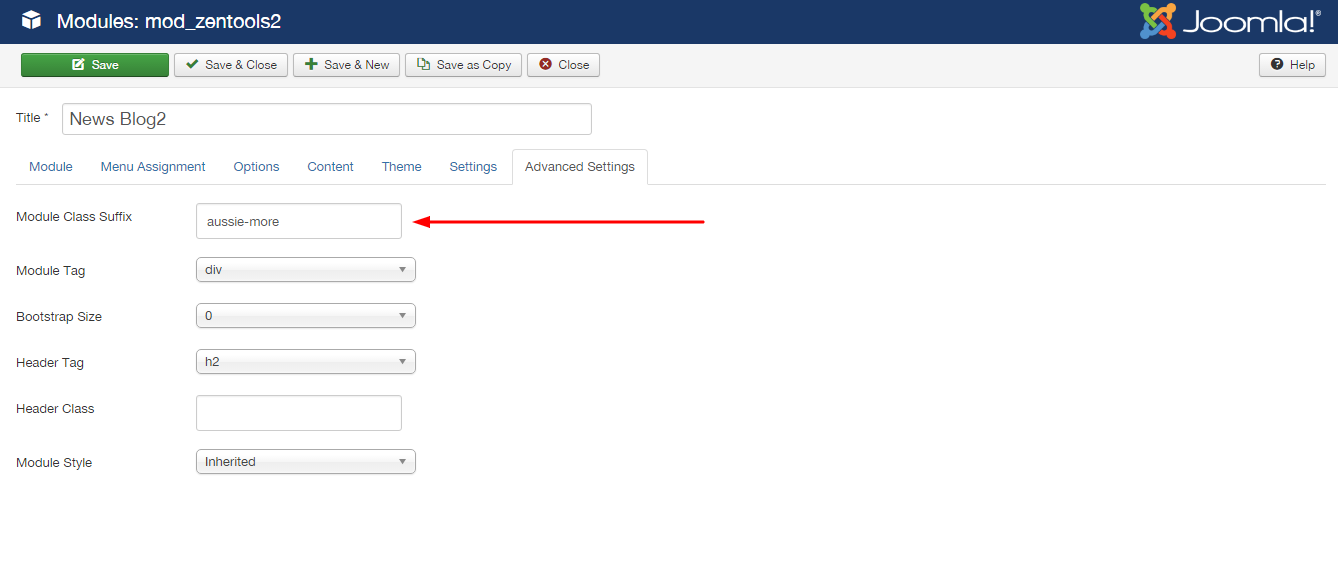 Modules: mod_zentools2
Joomla!®
Save
Save & Close
Save & New
Save as Copy
Close
Help
Title *
News Blog2
Module
Menu Assignment
Options
Content
Theme
Settings
Advanced Settings
Module Class Suffix
aussie-more
Module Tag
div
Bootstrap Size
0
Header Tag
h2
Header Class
Module Style
Inherited